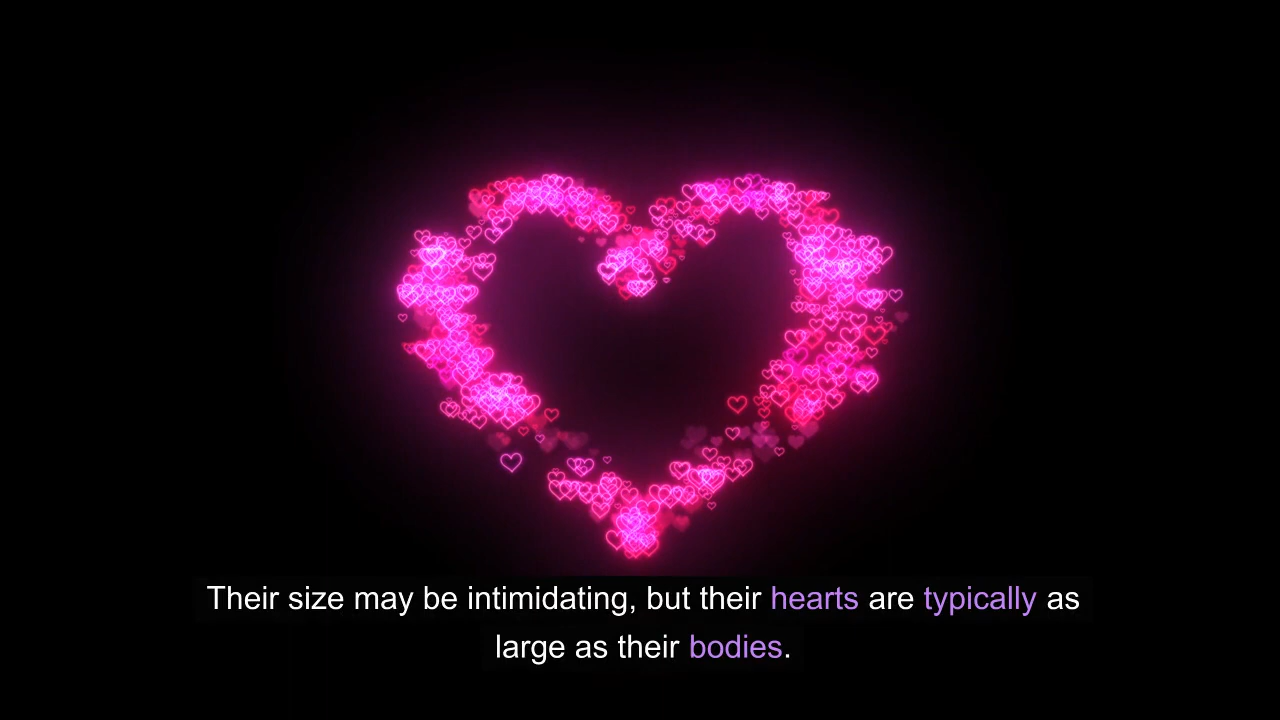 Their size may be intimidating, but their hearts are typically as
large as their bodies.